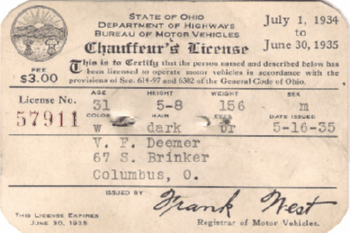 STATE OF OHIO
DEPARTMENT OF HIGHWAYS
BUREAU OF MOTOR VEHICLES
Chauffeur's License
July 1, 1934
to
June 30, 1935
FEE
$3.00
This is to Certify that the person named and described below has
been licensed to operate motor vehicles in accordance with the
provisions of Sec. 614-97 and 6302 of the General Code of Ohio.
License No.
57911
AGE HEIGHT WEIGHT SEX
31 5-8 156 m
COLOR HAIR EYES DATE ISSUED
w dark br 5-16-35
V. F. Deemer
67 S. Brinker
Columbus, O.
ISSUED BY
Frank West
Registrar of Motor Vehicles.
THIS LICENSE EXPIRES
JUNE 30, 1935